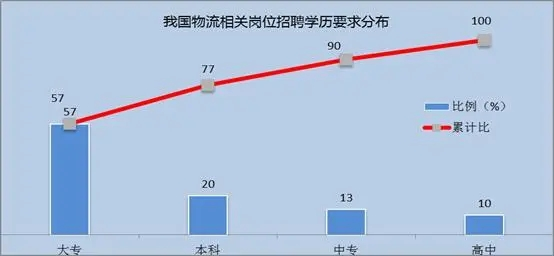 我国物流相关岗位招聘学历要求分布
100
90
77
57
57
比例（%）
累计比
20
13
10
大专
本科
中专
高中